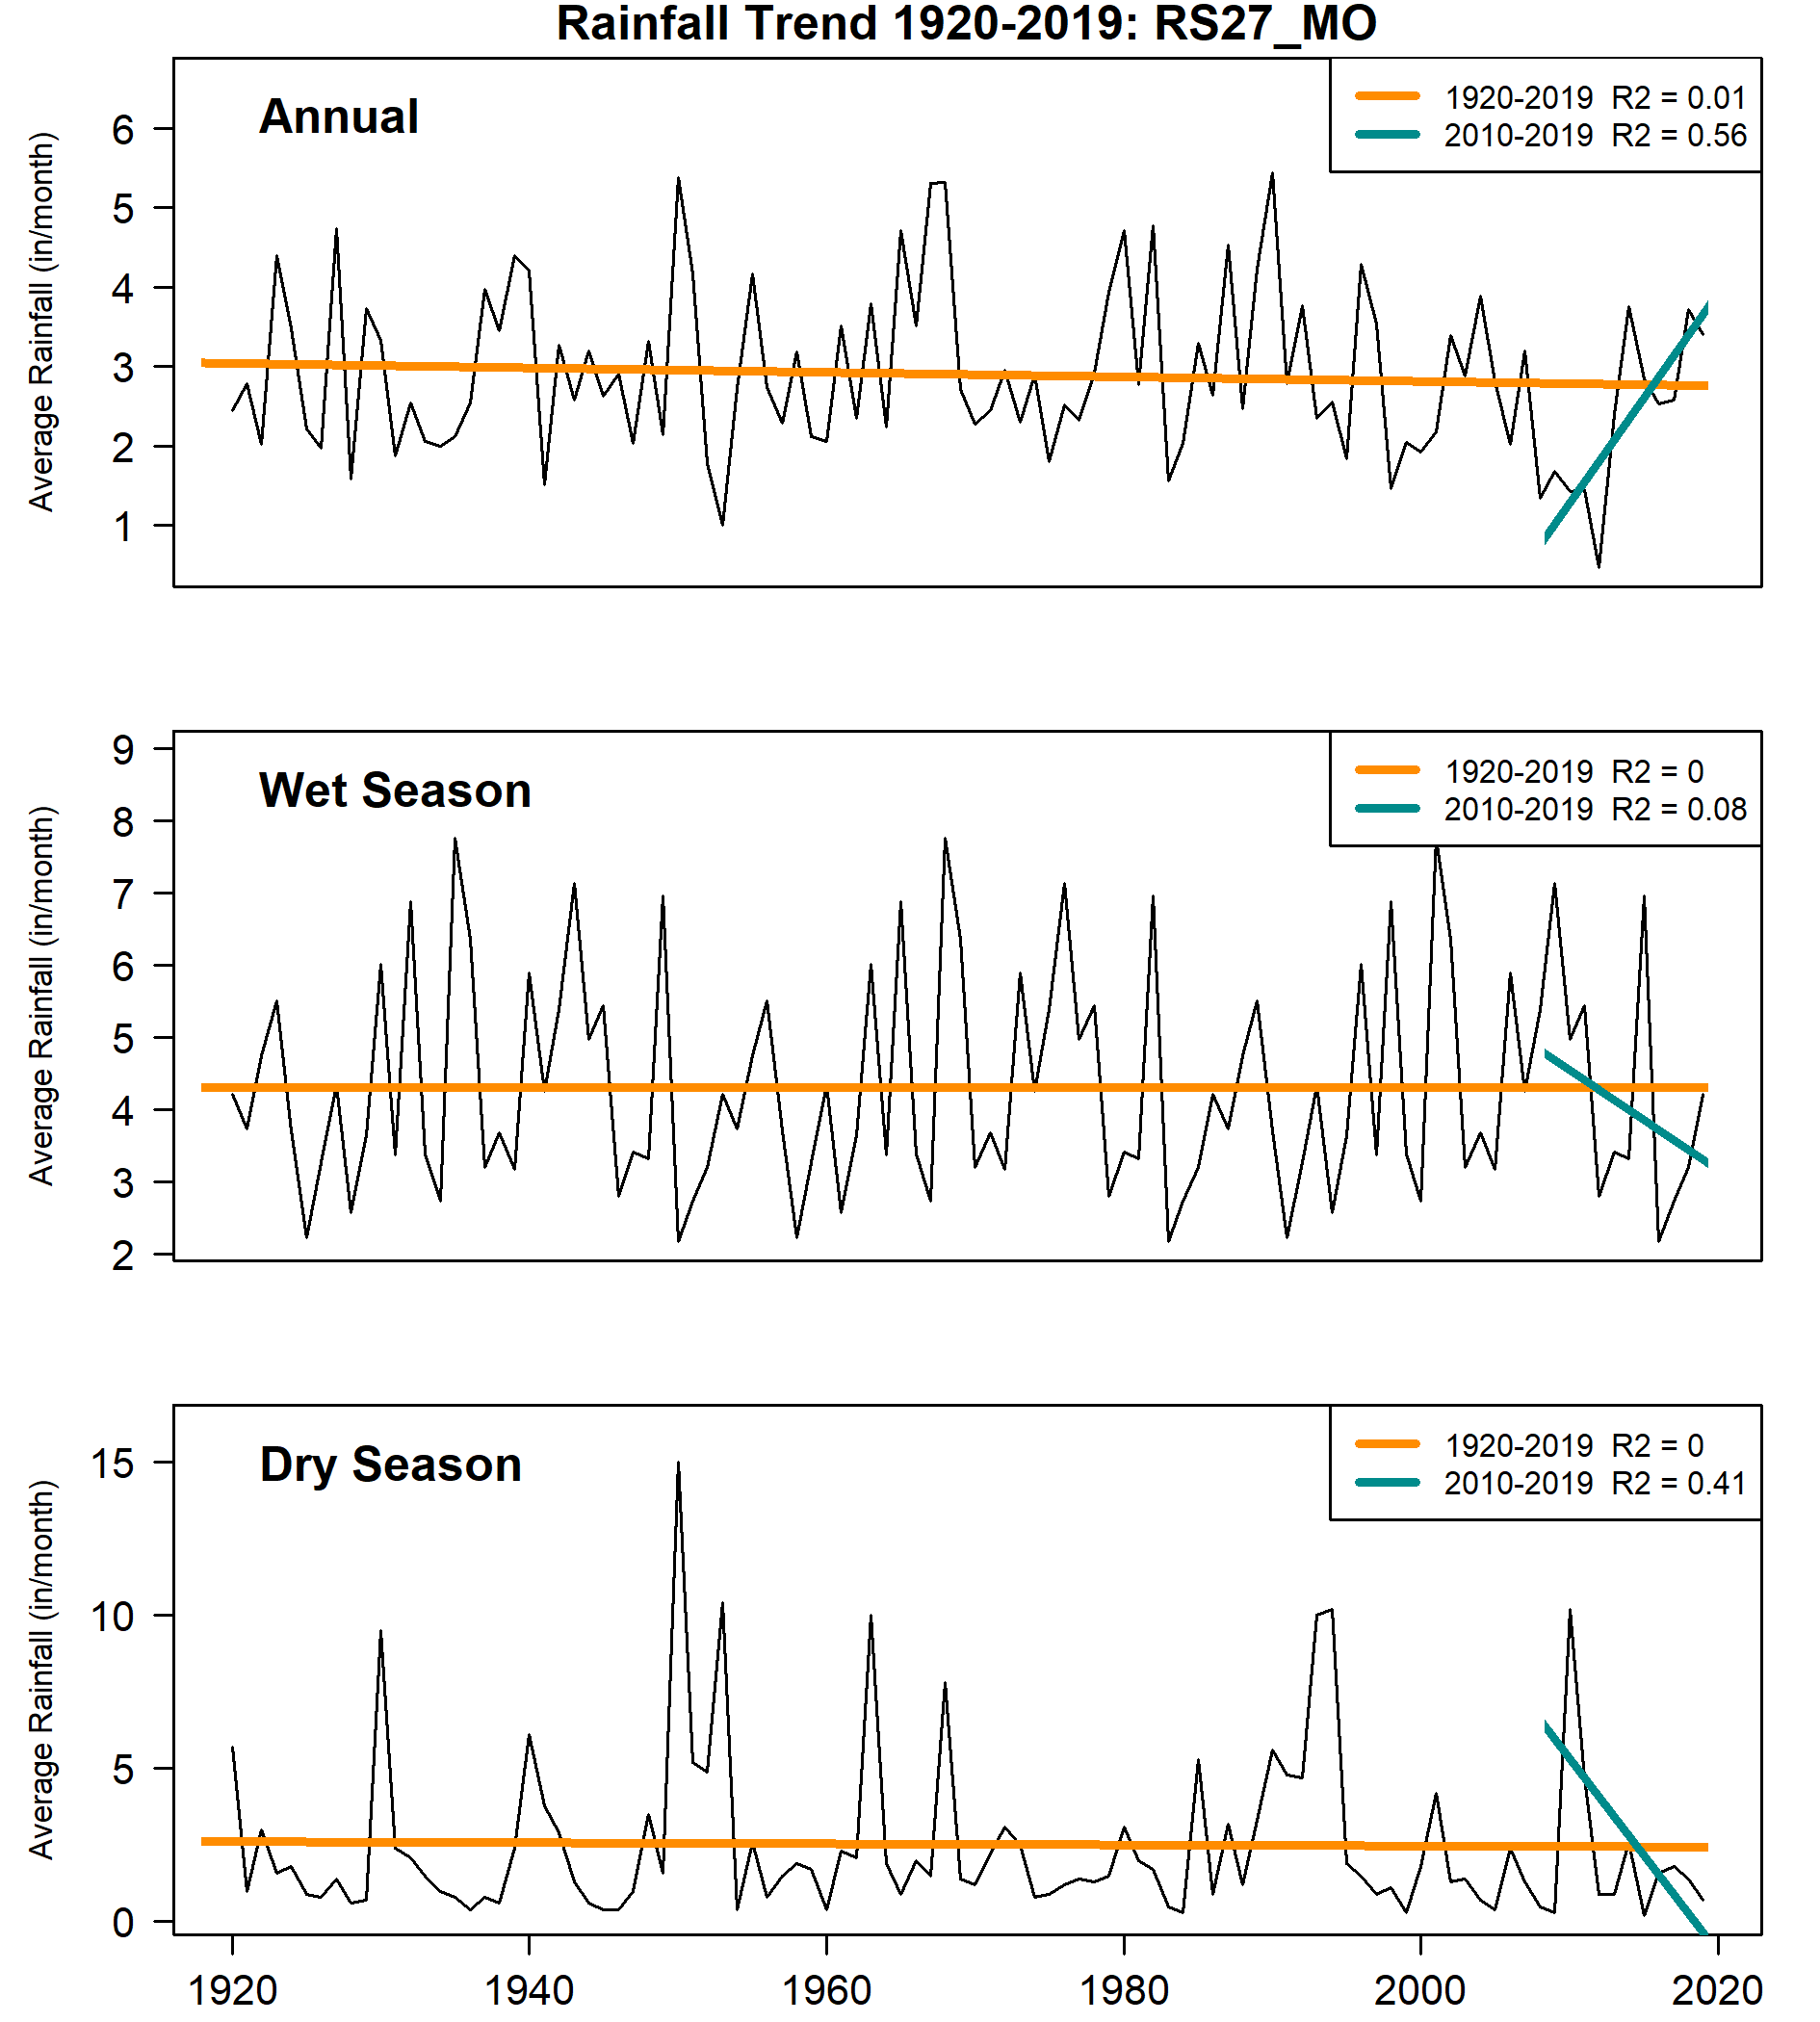 Rainfall Trend 1920-2019: RS27_MO
Annual
1920-2019 R2 = 0.01
2010-2019 R2 = 0.56
Average Rainfall (in/month)
6
5
4
3
2
1
Wet Season
1920-2019 R2 = 0
2010-2019 R2 = 0.08
Average Rainfall (in/month)
9
8
7
6
5
4
3
2
Dry Season
1920-2019 R2 = 0
2010-2019 R2 = 0.41
Average Rainfall (in/month)
15
10
5
0
1920 1940 1960 1980 2000 2020